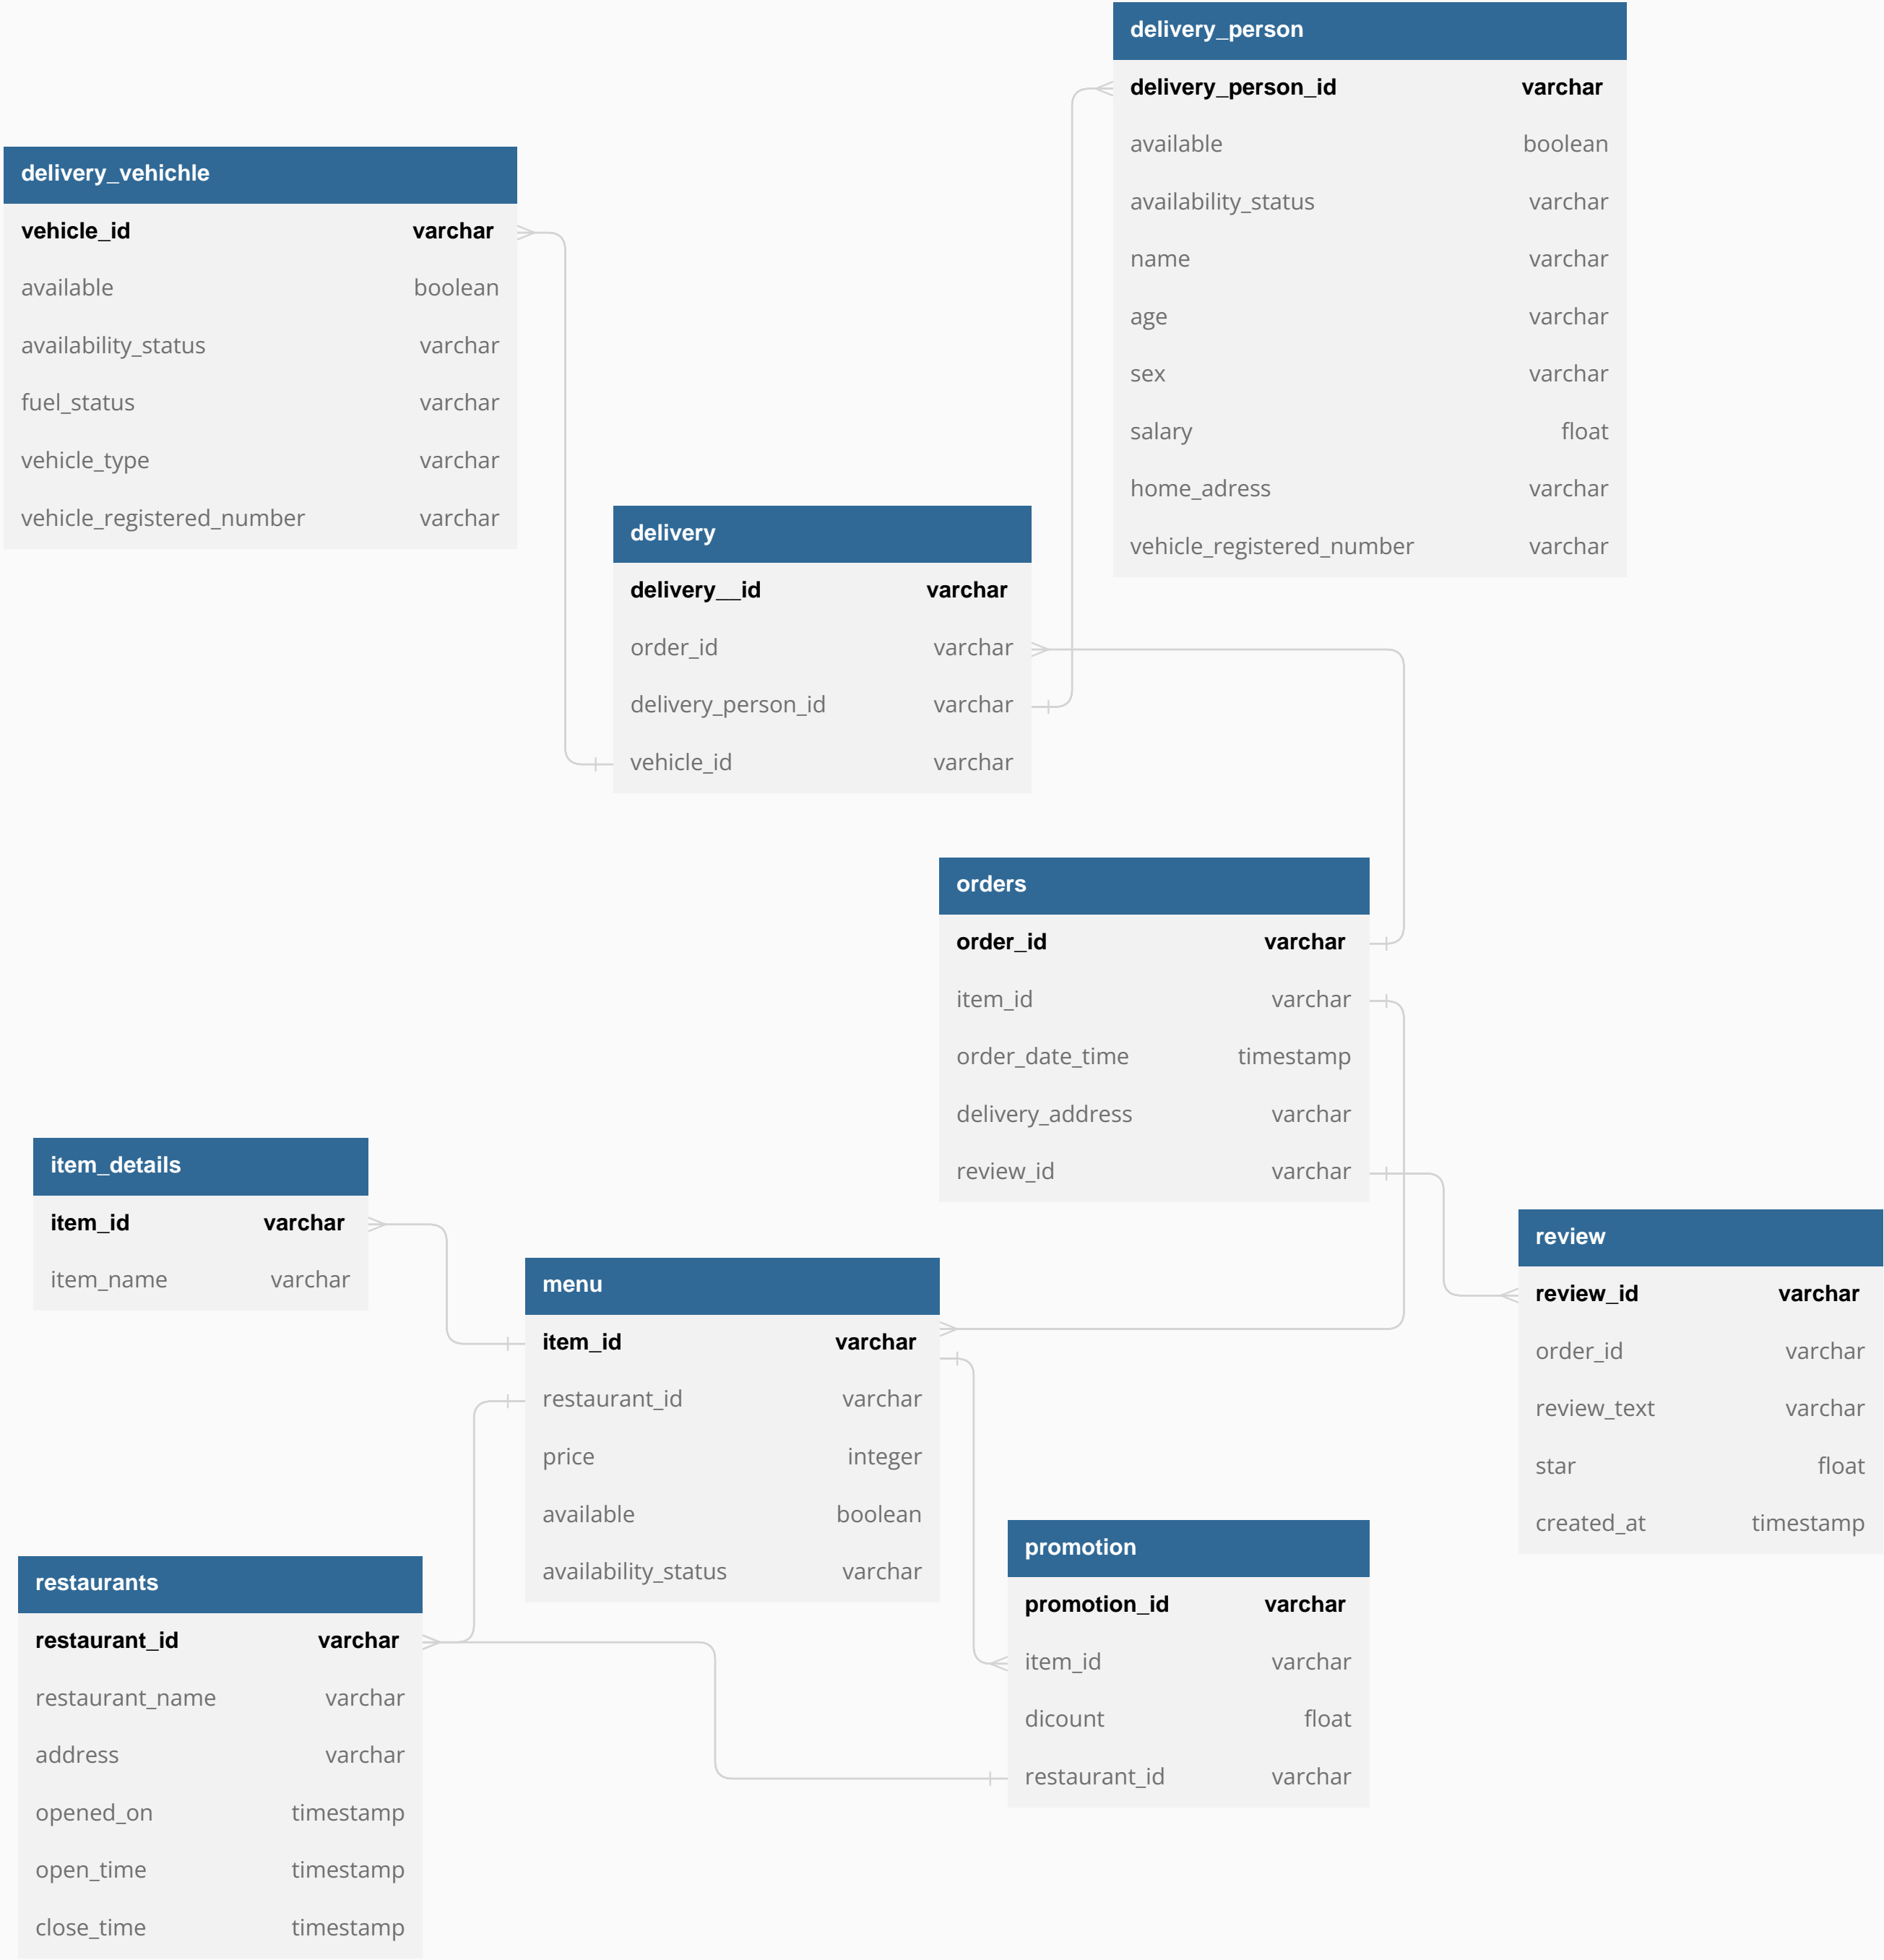 delivery_person
delivery_person_id varchar
available boolean
availability_status varchar
name varchar
age varchar
sex varchar
salary float
home_adress varchar
vehicle_registered_number varchar
delivery_vehichle
vehicle_id varchar
available boolean
availability_status varchar
fuel_status varchar
vehicle_type varchar
vehicle_registered_number varchar
delivery
delivery__id varchar
order_id varchar
delivery_person_id varchar
vehicle_id varchar
orders
order_id varchar
item_id varchar
order_date_time timestamp
delivery_address varchar
review_id varchar
item_details
item_id varchar
item_name varchar
review
review_id varchar
order_id varchar
review_text varchar
star float
created_at timestamp
menu
item_id varchar
restaurant_id varchar
price integer
available boolean
availability_status varchar
promotion
promotion_id varchar
item_id varchar
dicount float
restaurant_id varchar
restaurants
restaurant_id varchar
restaurant_name varchar
address varchar
opened_on timestamp
open_time timestamp
close_time timestamp